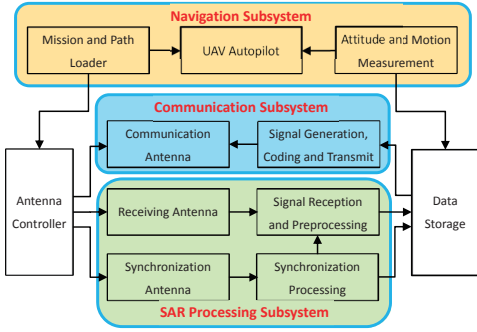 Navigation Subsystem
Mission and Path
Loader
UAV Autopilot
Attitude and Motion
Measurement
Communication Subsystem
Communication
Antenna
Signal Generation,
Coding and Transmit
Antenna
Controller
Receiving Antenna
Signal Reception
and Preprocessing
Data
Storage
Synchronization
Antenna
Synchronization
Processing
SAR Processing Subsystem